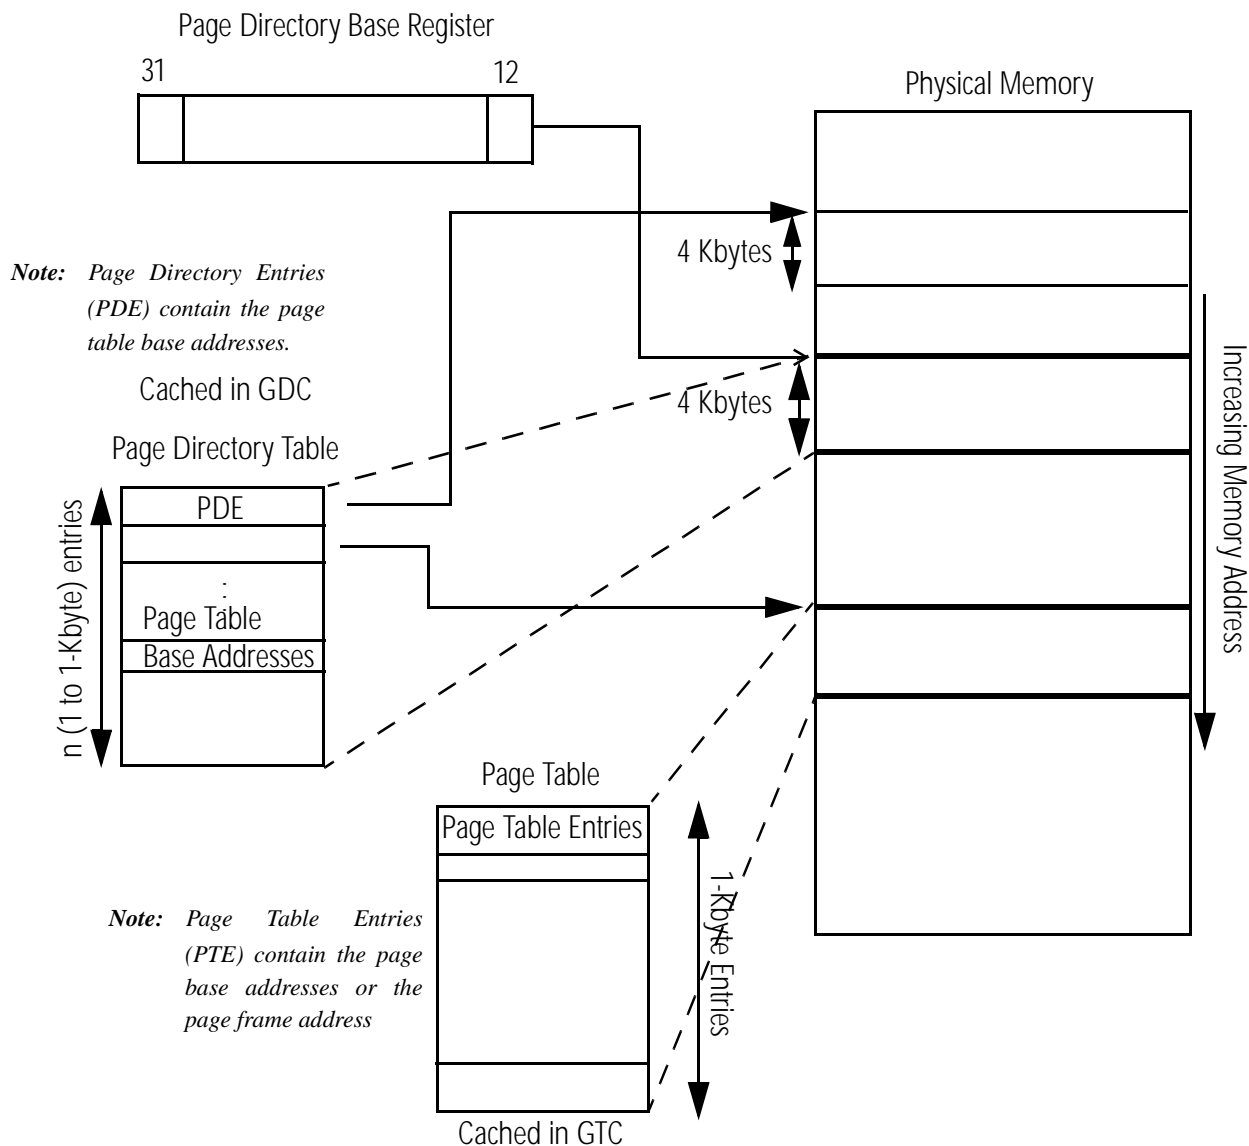 Page Directory Base Register
31 12
Physical Memory
4 Kbytes
Note: Page Directory Entries
(PDE) contain the page
table base addresses.
Cached in GDC
4 Kbytes
Increasing Memory Address
Page Directory Table
PDE
n (1 to 1-Kbyte) entries
:
:
Page Table
Base Addresses
Page Table
Page Table Entries
1-Kbyte Entries
Note: Page Table Entries
(PTE) contain the page
base addresses or the
page frame address
Cached in GTC